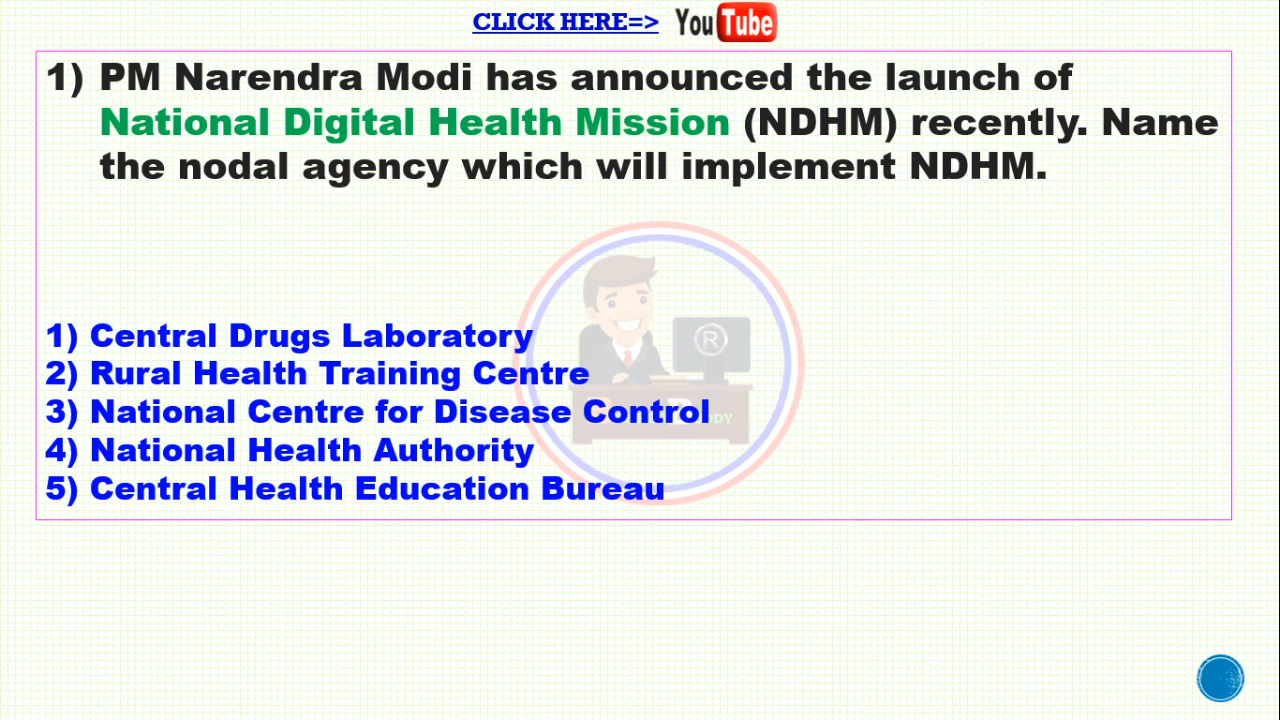 CLICK HERE=> YouTube
1) PM Narendra Modi has announced the launch of
National Digital Health Mission (NDHM) recently. Name
the nodal agency which will implement NDHM.
®
1) Central Drugs Laboratory
2) Rural Health Training Centre
3) National Centre for Disease Control
4) National Health Authority
5) Central Health Education Bureau